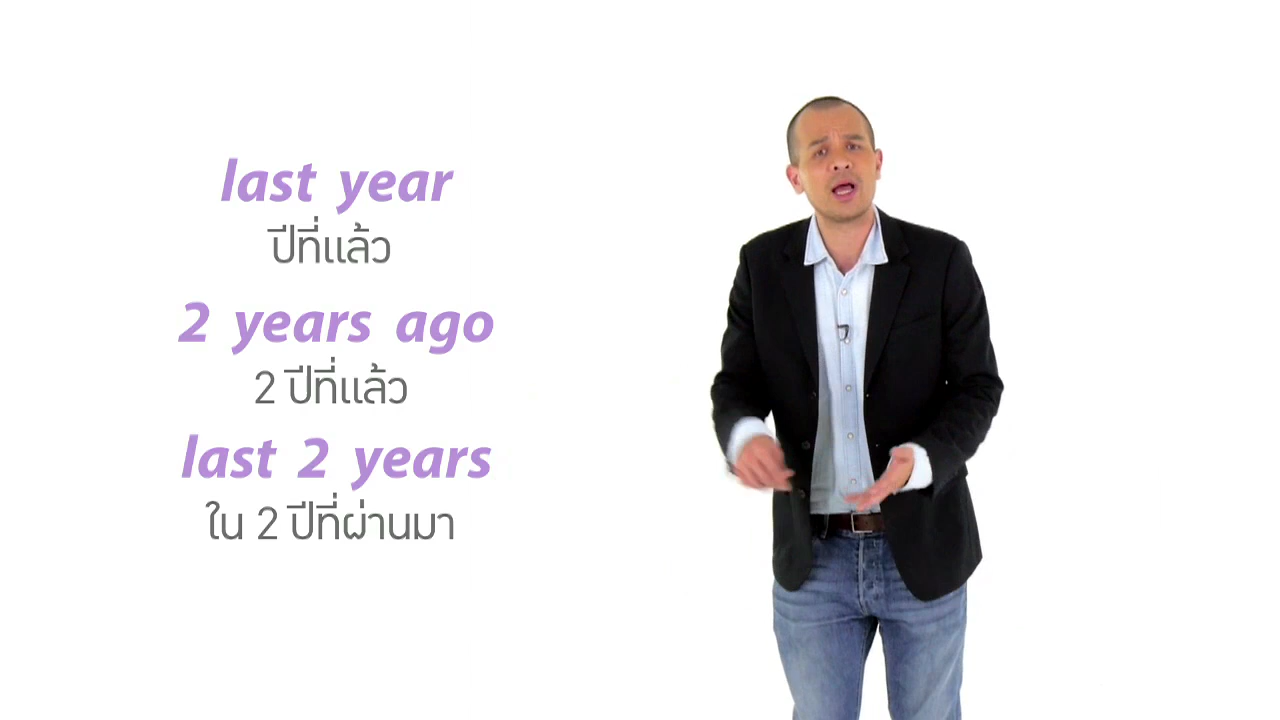 last year
ปีที่แล้ว
2 years ago
2 ปีที่แล้ว
last 2 years
ใน 2 ปีที่ผ่านมา